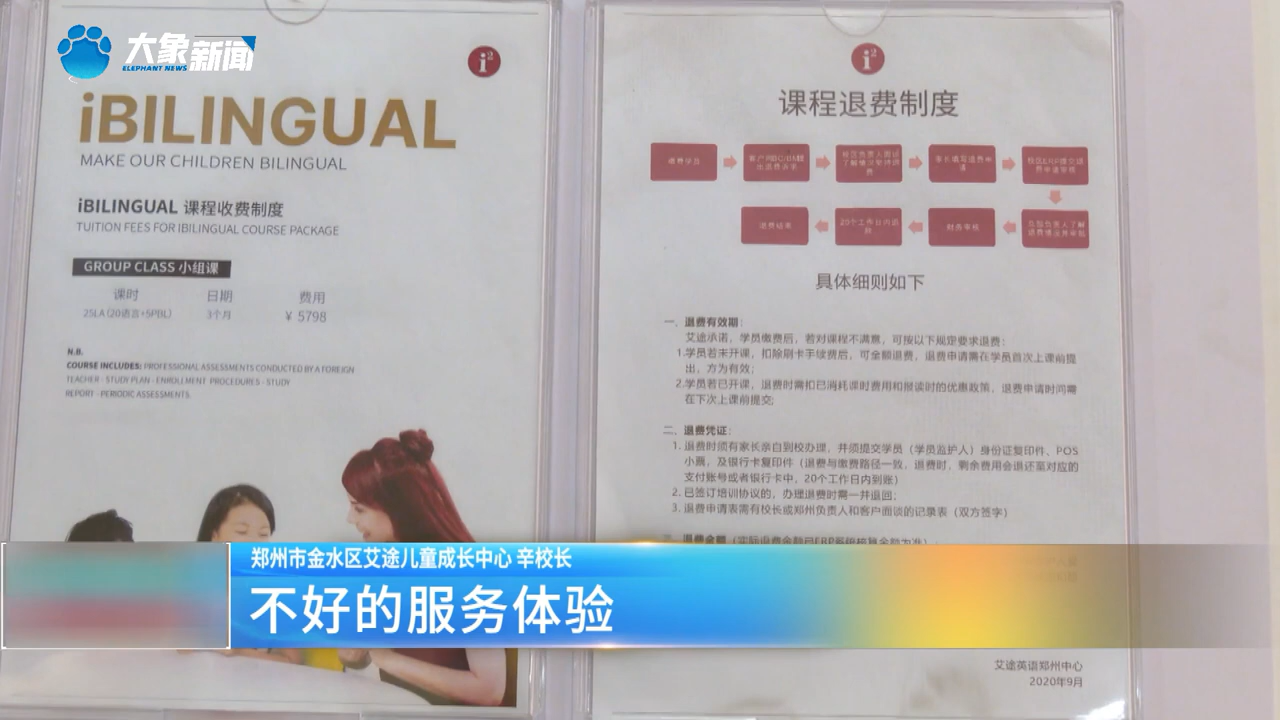 大象新闻
ELEPHANT NEWS
i²
iBILINGUAL
MAKE OUR CHILDREN BILINGUAL
iBILINGUAL 课程收费制度
TUITION FEES FOR IBILINGUAL COURSE PACKAGE
GROUP CLASS 小组课
课时 日期 费用
25LA(20语言+5PBL) 3个月 ¥ 5798
N.B.
COURSE INCLUDES: PROFESSIONAL ASSESSMENTS CONDUCTED BY A FOREIGN
TEACHER - STUDY PLAN - ENROLLMENT PROCEDURES - STUDY
REPORT - PERIODIC ASSESSMENTS.
i²
课程退费制度
缴费学员
家长填写退费申
请
财务审核
20个工作日内退
款
退费结束
具体细则如下
一、退费有效期：
艾途承诺，学员缴费后，若对课程不满意，可按以下规定要求退费：
1.学员若未开课，扣除刷卡手续费后，可全额退费，退费申请需在学员首次上课前提
出，方为有效；
2.学员若已开课，退费时需扣已消耗课时费用和报读时的优惠政策，退费申请时间需
在下次上课前提交;
二、退费凭证：
1. 退费时须有家长亲自到校办理，并须提交学员（学员监护人）身份证复印件、POS
小票，及银行卡复印件（退费与缴费路径一致，退费时，剩余费用会退还至对应的
支付账号或者银行卡中，20个工作日内到账）
2. 已签订培训协议的，办理退费时需一并退回；
3. 退费申请表需有校长或郑州负责人和客户面谈的记录表（双方签字）
郑州市金水区艾途儿童成长中心 辛校长
不好的服务体验
艾途英语郑州中心
2020年9月